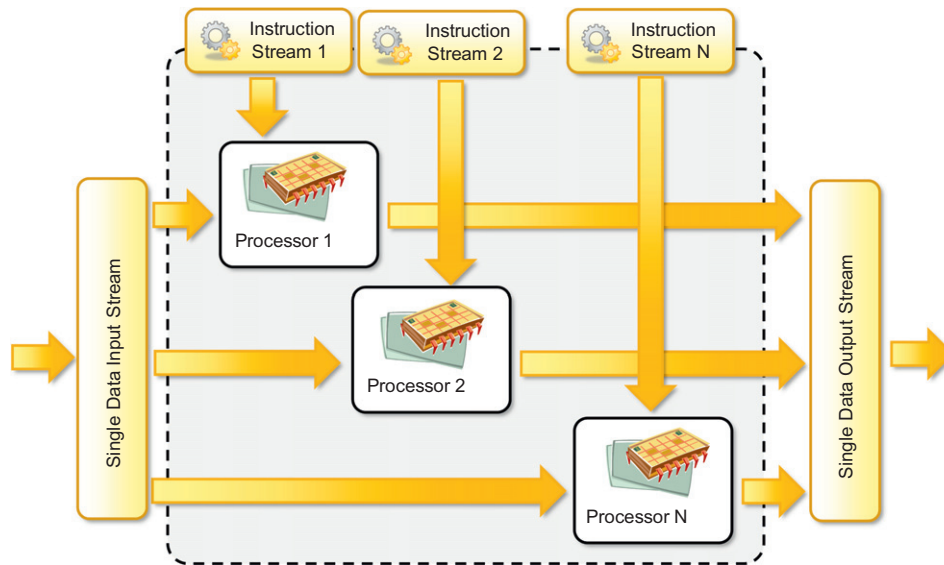 Instruction
Stream 1
Instruction
Stream 2
Instruction
Stream N
Single Data Input Stream
Processor 1
Processor 2
Processor N
Single Data Output Stream